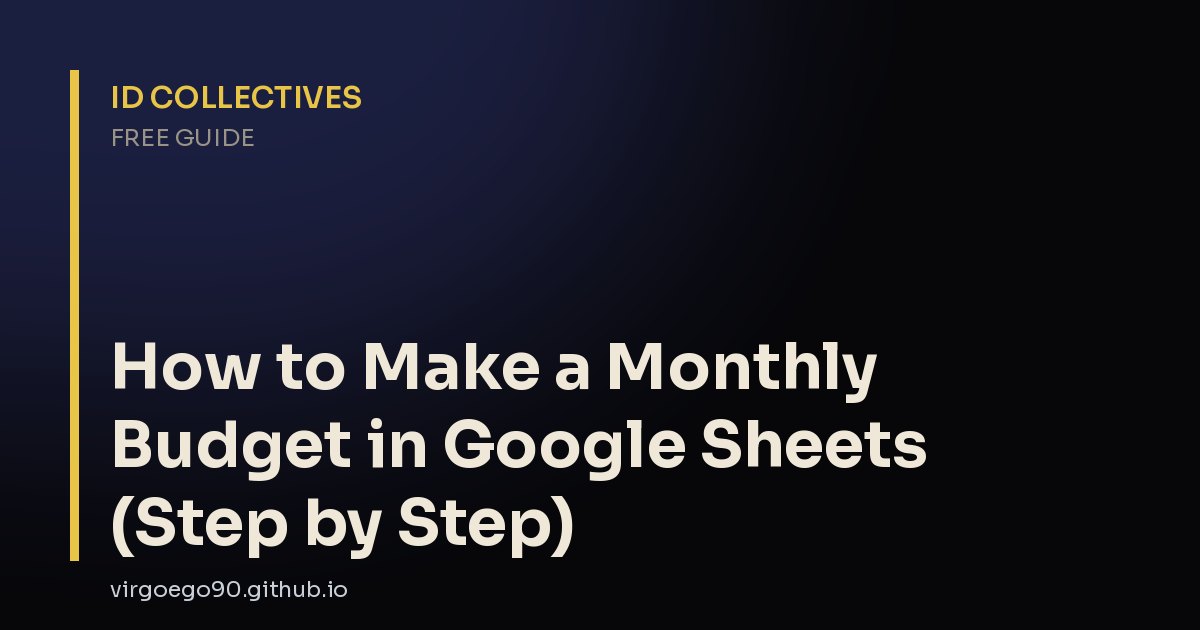 ID COLLECTIVES
FREE GUIDE
How to Make a Monthly
Budget in Google Sheets
(Step by Step)
virgoego90.github.io